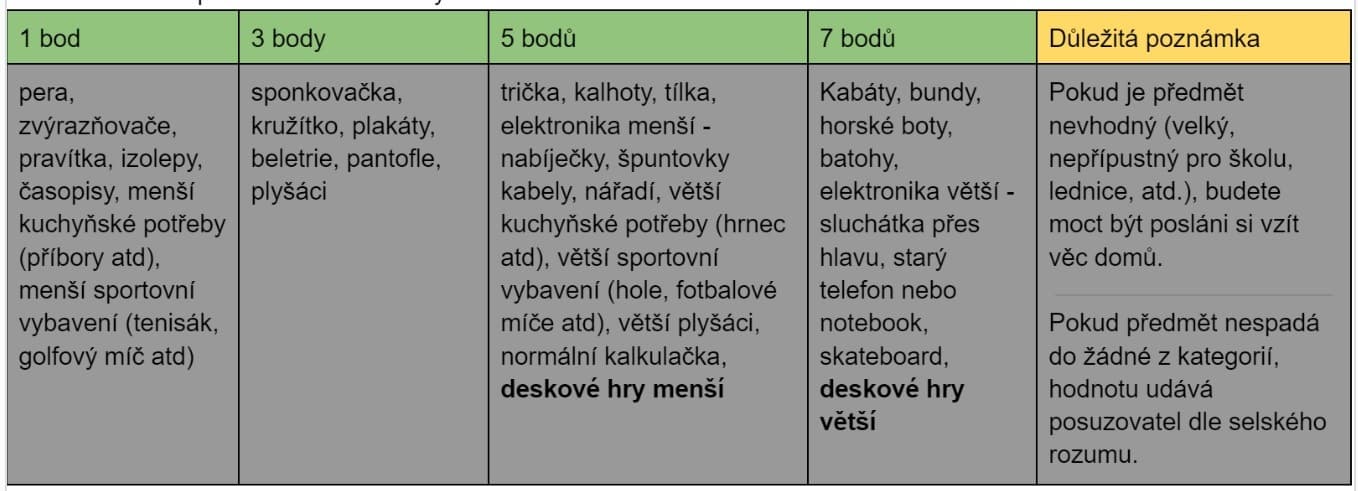 1 bod
pera,
zvýrazňovače,
pravítka, izolepy,
časopisy, menší
kuchyňské potřeby
(příbory atd),
menší sportovní
vybavení (tenisák,
golfový míč atd)
3 body
sponkovačka,
kružítko, plakáty,
beletrie, pantofle,
plyšáci
5 bodů
trička, kalhoty, tílka,
elektronika menší -
nabíječky, špuntovky
kabely, nářadí, větší
kuchyňské potřeby (hrnec
atd), větší sportovní
vybavení (hole, fotbalové
míče atd), větší plyšáci,
normální kalkulačka,
deskové hry menší
7 bodů
Kabáty, bundy,
horské boty,
batohy,
elektronika větší -
sluchátka přes
hlavu, starý
telefon nebo
notebook,
skateboard,
deskové hry
větší
Důležitá poznámka
Pokud je předmět
nevhodný (velký,
nepřípustný pro školu,
lednice, atd.), budete
moct být posláni si vzít
věc domů.
Pokud předmět nespadá
do žádné z kategorií,
hodnotu udává
posuzovatel dle selského
rozumu.